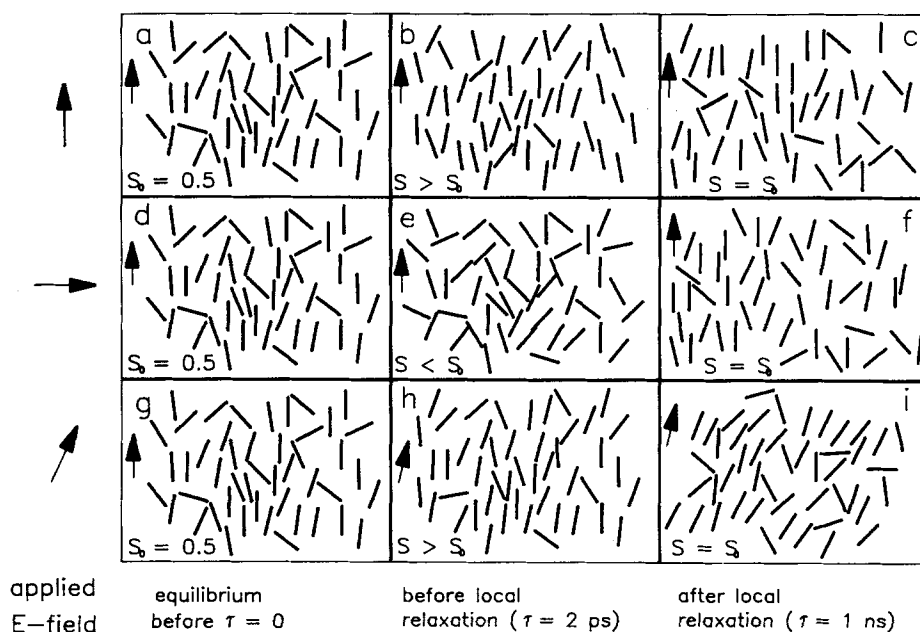 a
b
c
S₀ = 0.5
S > S₀
S = S₀
d
e
f
S₀ = 0.5
S < S₀
S = S₀
g
h
i
S₀ = 0.5
S > S₀
S = S₀
applied
E-field
equilibrium
before τ = 0
before local
relaxation (τ = 2 ps)
after local
relaxation (τ = 1 ns)